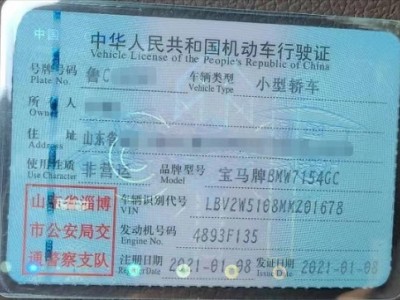 中华人民共和国机动车行驶证
Vehicle License of the People's Republic of China
号牌号码 鲁C 车辆类型 小型轿车
Plate No. Vehicle Type
所有人
Owner
住址 山东省
Address
使用性质 非营运 品牌型号 宝马牌BMW7154GC
Use Character Model
山东省淄博 车辆识别代号 LBV2W5108MKZ01678
VIN
市公安局交 发动机号码 4893F135
Engine No.
通警察支队 注册日期 2021-01-08 发证日期 2021-01-08
Register Date Issue Date